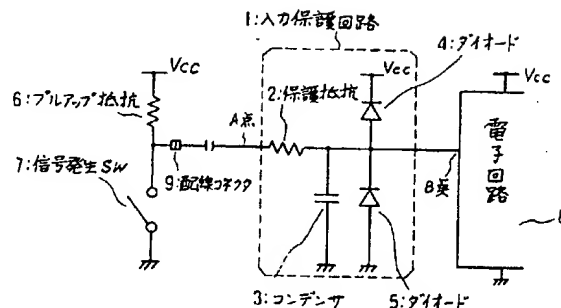 1:入力保護回路
Vcc
6:プルアップ抵抗
7:信号発生SW
9:配線コネクタ
A点
2:保護抵抗
Vcc
4:ダイオード
3:コンデンサ
5:ダイオード
B点
Vcc
電子回路